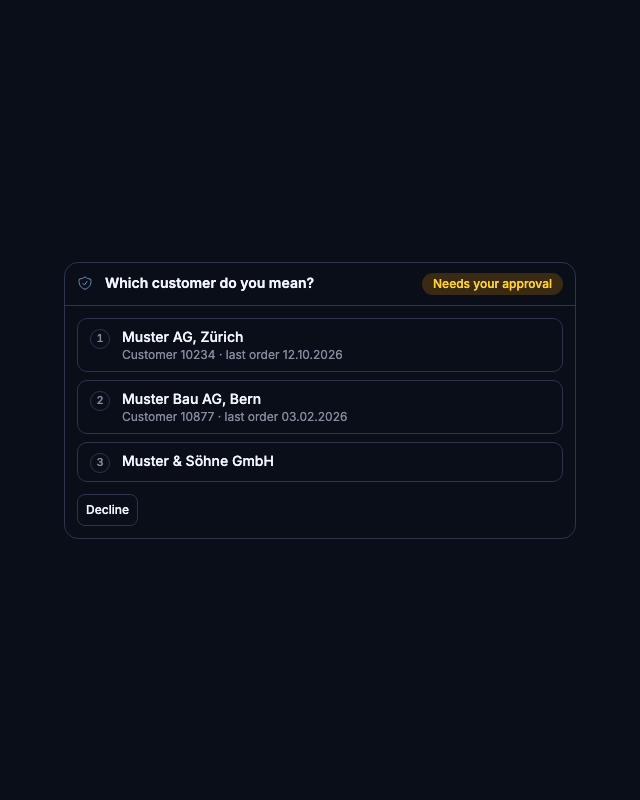 Which customer do you mean?
Needs your approval
1
Muster AG, Zürich
Customer 10234 · last order 12.10.2026
2
Muster Bau AG, Bern
Customer 10877 · last order 03.02.2026
3
Muster & Söhne GmbH
Decline